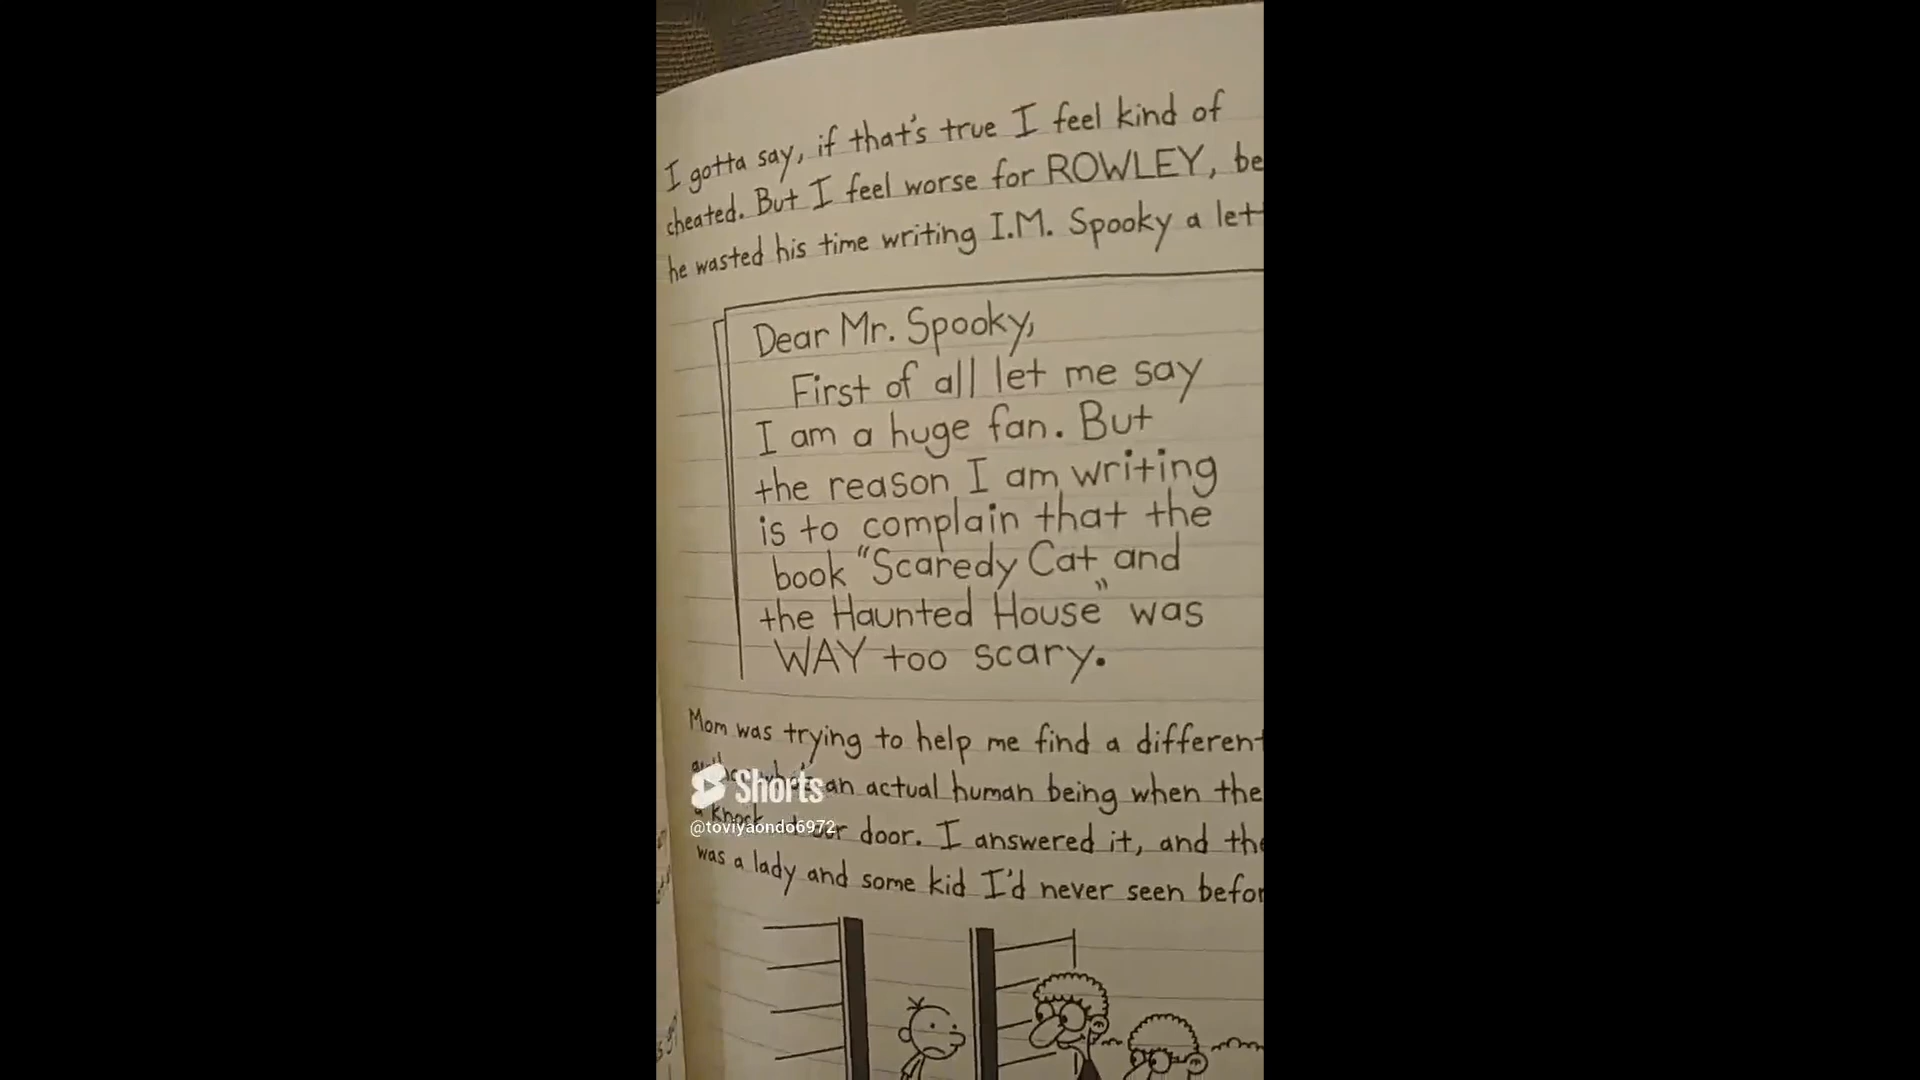 I gotta say, if that's true I feel kind of
cheated. But I feel worse for ROWLEY, be
he wasted his time writing I.M. Spooky a lett
Dear Mr. Spooky,
First of all let me say
I am a huge fan. But
the reason I am writing
is to complain that the
book "Scaredy Cat and
the Haunted House" was
WAY too scary.
Mom was trying to help me find a different
an actual human being when the
a knock door. I answered it, and the
was a lady and some kid I'd never seen befor
Shorts
@toviyaondo6972